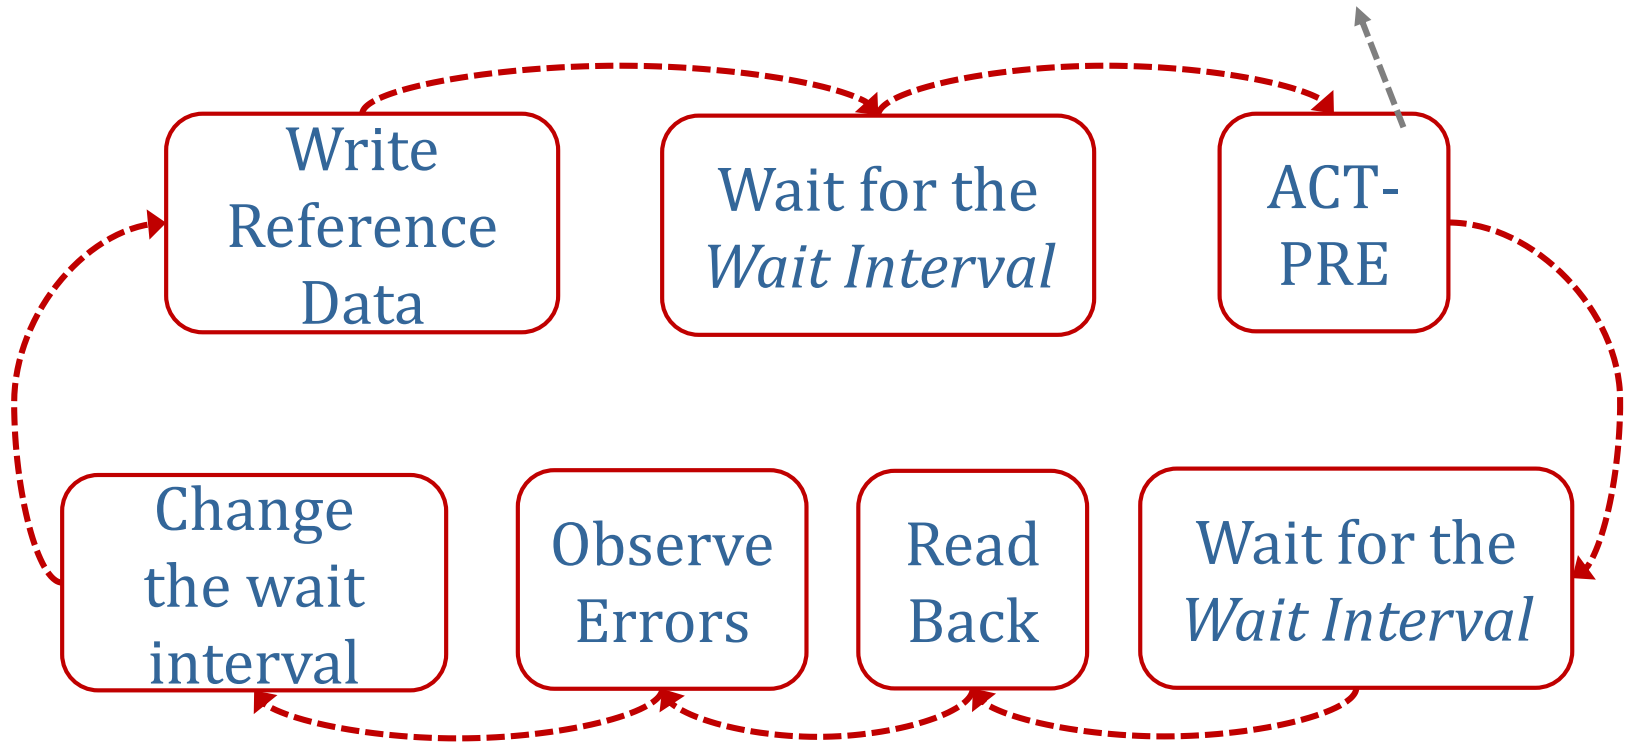 Write
Reference
Data
Wait for the
Wait Interval
ACT-
PRE
Change
the wait
interval
Observe
Errors
Read
Back
Wait for the
Wait Interval